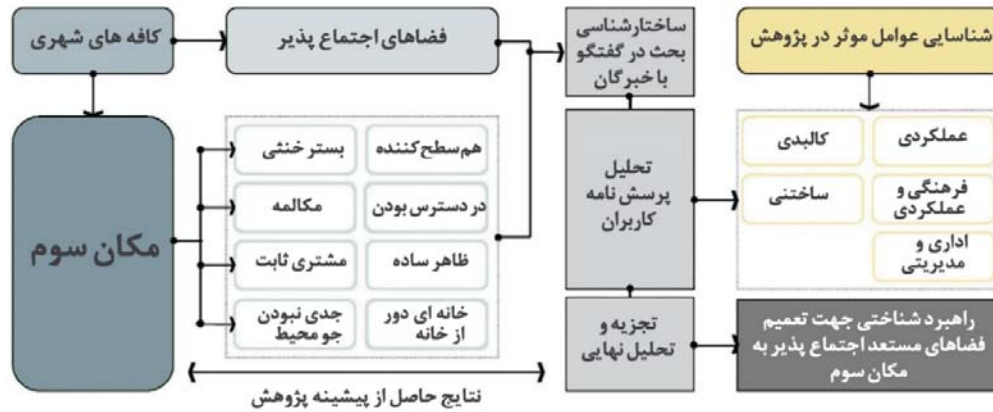 کافه های شهری
فضاهای اجتماع پذیر
ساختارشناسی
بحث در گفتگو
با خبرگان
شناسایی عوامل موثر در پژوهش
مکان سوم
بستر خنثی
هم‌سطح‌کننده
مکالمه
در دسترس بودن
مشتری ثابت
ظاهر ساده
جدی نبودن
جو محیط
خانه ای دور
از خانه
تحلیل
پرسش نامه
کاربران
کالبدی
عملکردی
ساختنی
فرهنگی و
عملکردی
اداری و
مدیریتی
تجزیه و
تحلیل نهایی
راهبرد شناختی جهت تعمیم
فضاهای مستعد اجتماع پذیر به
مکان سوم
نتایج حاصل از پیشینه پژوهش